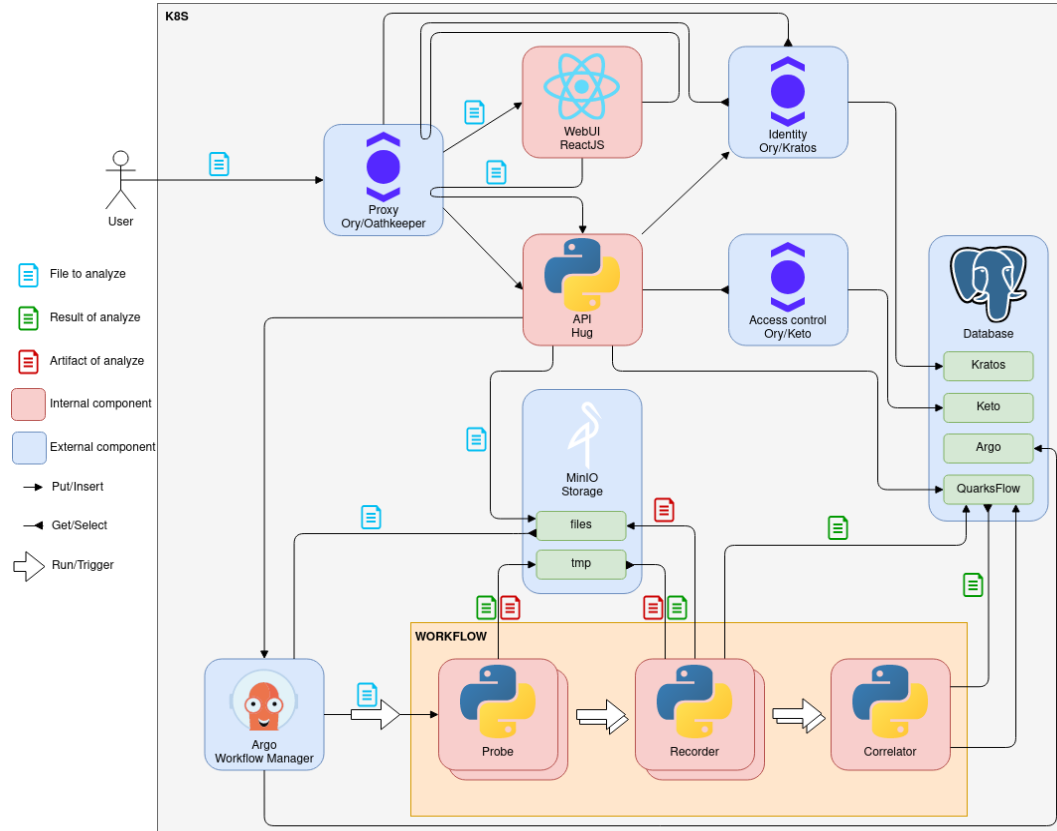 K8S
WebUI
ReactJS
Identity
Ory/Kratos
Proxy
Ory/Oathkeeper
User
API
Hug
Access control
Ory/Keto
Database
Kratos
Keto
Argo
QuarksFlow
File to analyze
Result of analyze
Artifact of analyze
Internal component
External component
Put/Insert
Get/Select
Run/Trigger
MinIO
Storage
files
tmp
WORKFLOW
Argo
Workflow Manager
Probe
Recorder
Correlator